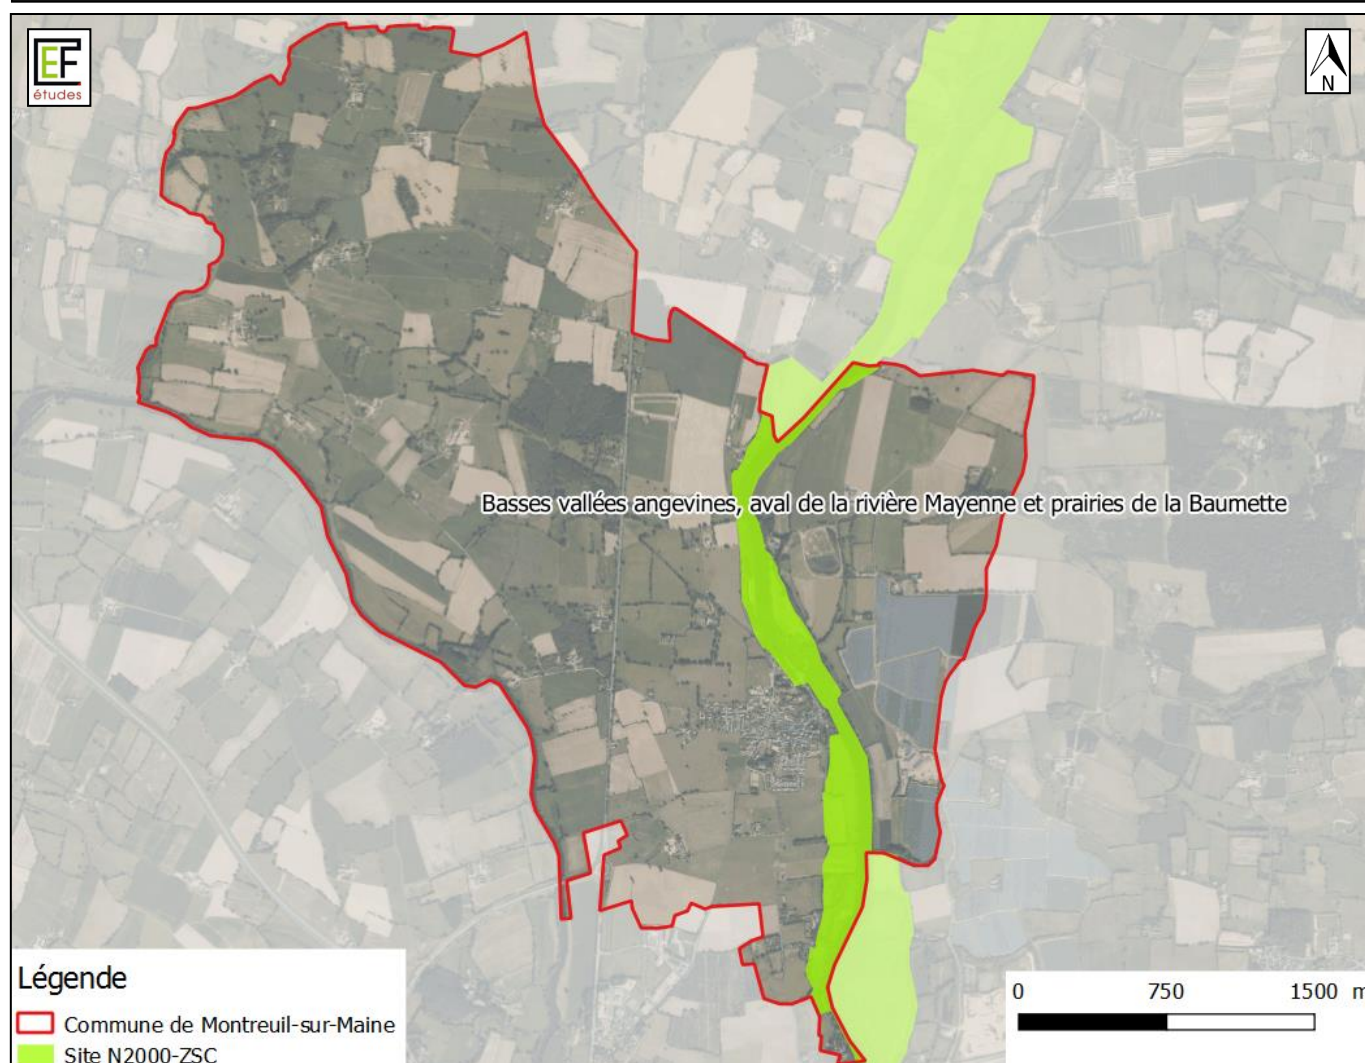 EF
études
N
Basses vallées angevines, aval de la rivière Mayenne et prairies de la Baumette
Légende
Commune de Montreuil-sur-Maine
Site N2000-ZSC
0 750 1500 m